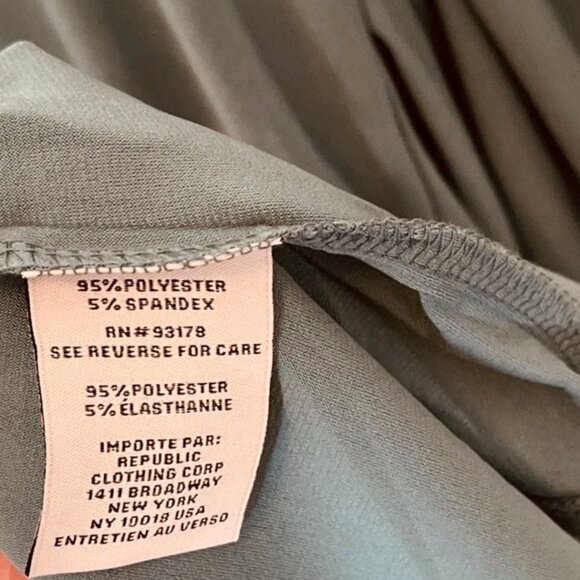 95% POLYESTER
5% SPANDEX
RN# 93178
SEE REVERSE FOR CARE
95% POLYESTER
5% ÉLASTHANNE
IMPORTE PAR:
REPUBLIC
CLOTHING CORP
1411 BROADWAY
NEW YORK
NY 10018 USA
ENTRETIEN AU VERSO